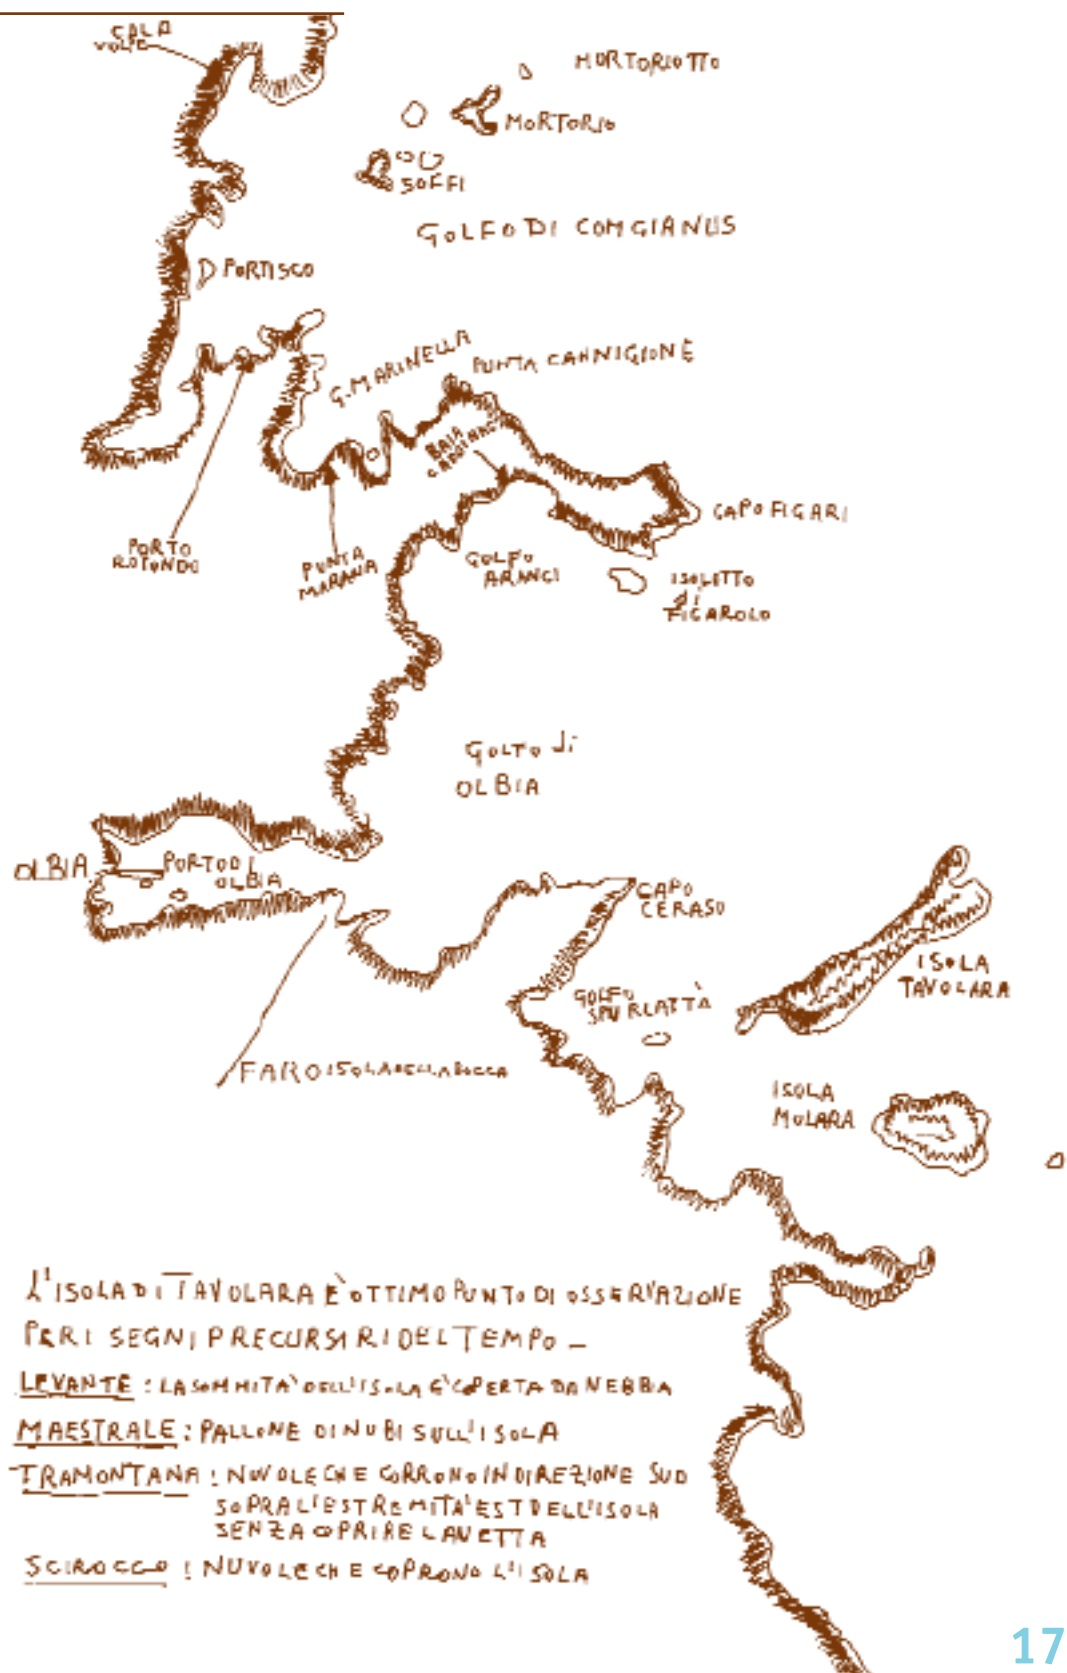 CALA
VOLPE
MORTORIOTTO
MORTORIO
SOFFI
GOLFO DI COMGIANUS
PORTISCO
G. MARINELLA
PUNTA CANNIGIONE
BAIA
CAPO FIGARI
PORTO
ROTONDO
PUNTA
MARANA
GOLFO
ARANCI
ISOLOTTO
di
FIGAROLO
GOLFO di
OLBIA
OLBIA
PORTO DI
OLBIA
CAPO
CERASO
ISOLA
TAVOLARA
GOLFO
SPURLATTÀ
FARO ISOLA DELLA BOCCA
ISOLA
MOLARA
L'ISOLA DI TAVOLARA È OTTIMO PUNTO DI OSSERVAZIONE
PER I SEGNI PRECURSORI DEL TEMPO –
LEVANTE : LA SOMMITA' DELL'ISOLA E' COPERTA DA NEBBIA
MAESTRALE : PALLONE DI NUBI SULL'ISOLA
TRAMONTANA : NUVOLE CHE CORRONO IN DIREZIONE SUD
SOPRA L'ESTREMITA' EST DELL'ISOLA
SENZA COPRIRE LA VETTA
SCIROCCO : NUVOLE CHE COPRONO L'ISOLA
17